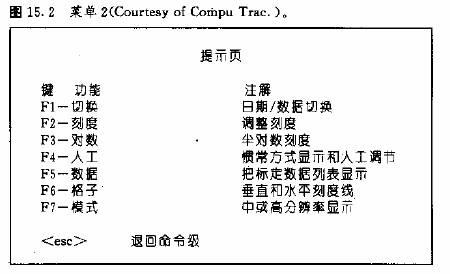 图 15.2 菜单 2(Courtesy of Compu Trac.)。
提示页
键 功能 注解
F1—切换 日期/数据切换
F2—刻度 调整刻度
F3—对数 半对数刻度
F4—人工 惯常方式显示和人工调节
F5—数据 把标定数据列表显示
F6—格子 垂直和水平刻度线
F7—模式 中或高分辨率显示
<esc> 退回命令级